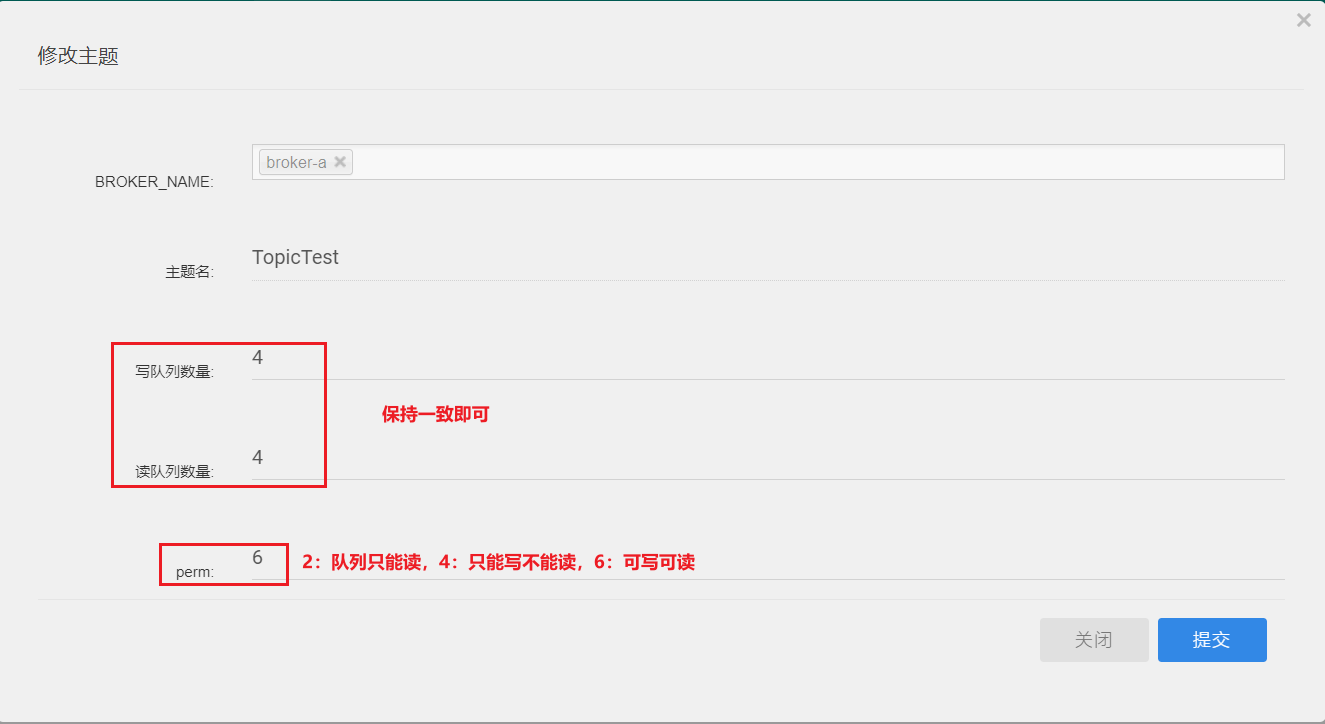 修改主题
BROKER_NAME:
broker-a
主题名:
TopicTest
写队列数量:
4
保持一致即可
读队列数量:
4
perm:
6
2：队列只能读，4：只能写不能读，6：可写可读
关闭
提交